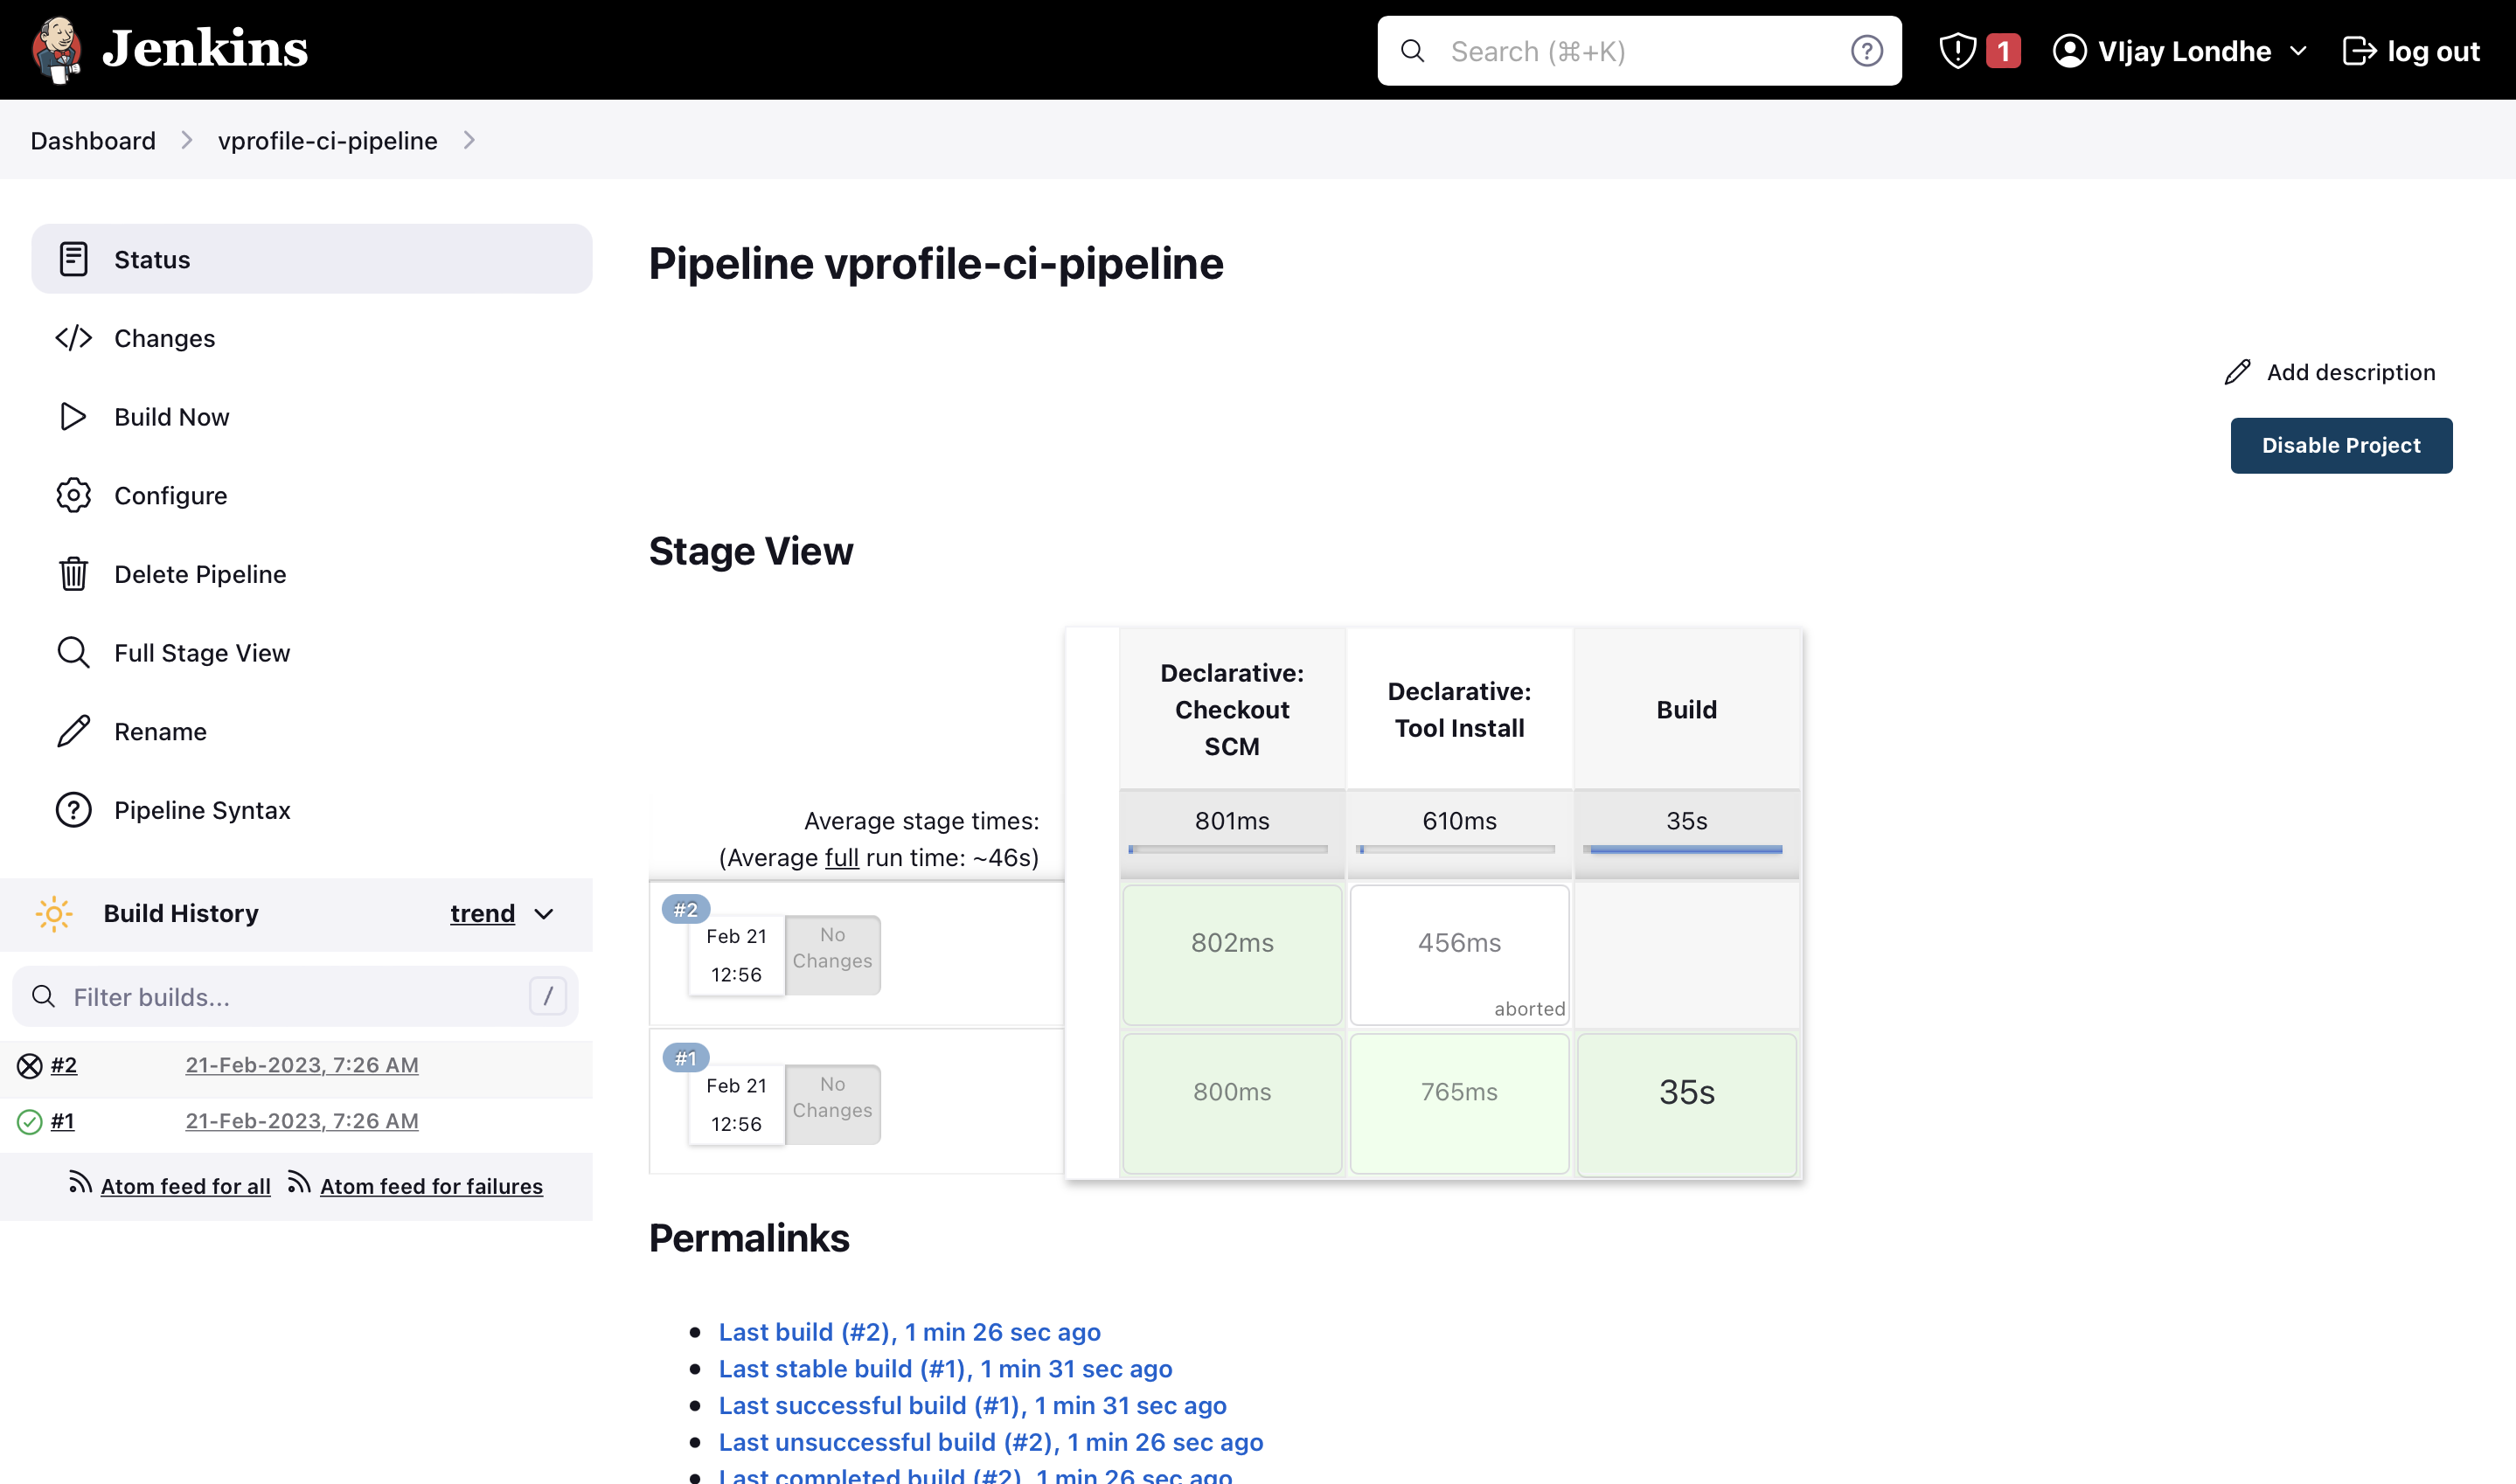 Jenkins
Search (⌘+K)
?
1
VIjay Londhe
log out
Dashboard
vprofile-ci-pipeline
Status
Changes
Build Now
Configure
Delete Pipeline
Full Stage View
Rename
Pipeline Syntax
Build History
trend
Filter builds...
/
#2
21-Feb-2023, 7:26 AM
#1
21-Feb-2023, 7:26 AM
Atom feed for all
Atom feed for failures
Pipeline vprofile-ci-pipeline
Add description
Disable Project
Stage View
Declarative:
Checkout
SCM
Declarative:
Tool Install
Build
Average stage times:
(Average full run time: ~46s)
801ms
610ms
35s
#2
Feb 21
12:56
No
Changes
802ms
456ms
aborted
#1
Feb 21
12:56
No
Changes
800ms
765ms
35s
Permalinks
Last build (#2), 1 min 26 sec ago
Last stable build (#1), 1 min 31 sec ago
Last successful build (#1), 1 min 31 sec ago
Last unsuccessful build (#2), 1 min 26 sec ago
Last completed build (#2), 1 min 26 sec ago